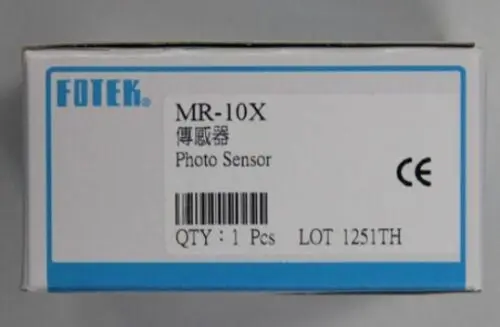 FOTEK®
MR-10X
傳感器
Photo Sensor
CE
QTY：1 Pcs LOT 1251TH